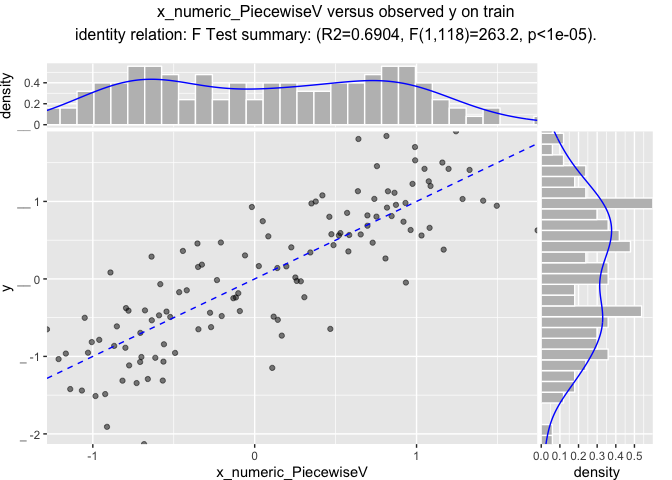 x_numeric_PiecewiseV versus observed y on train
identity relation: F Test summary: (R2=0.6904, F(1,118)=263.2, p<1e-05).
density
0.4
0.2
0
y
1
0
-1
-2
-1 0 1
x_numeric_PiecewiseV
0.0 0.1 0.2 0.3 0.4 0.5
density